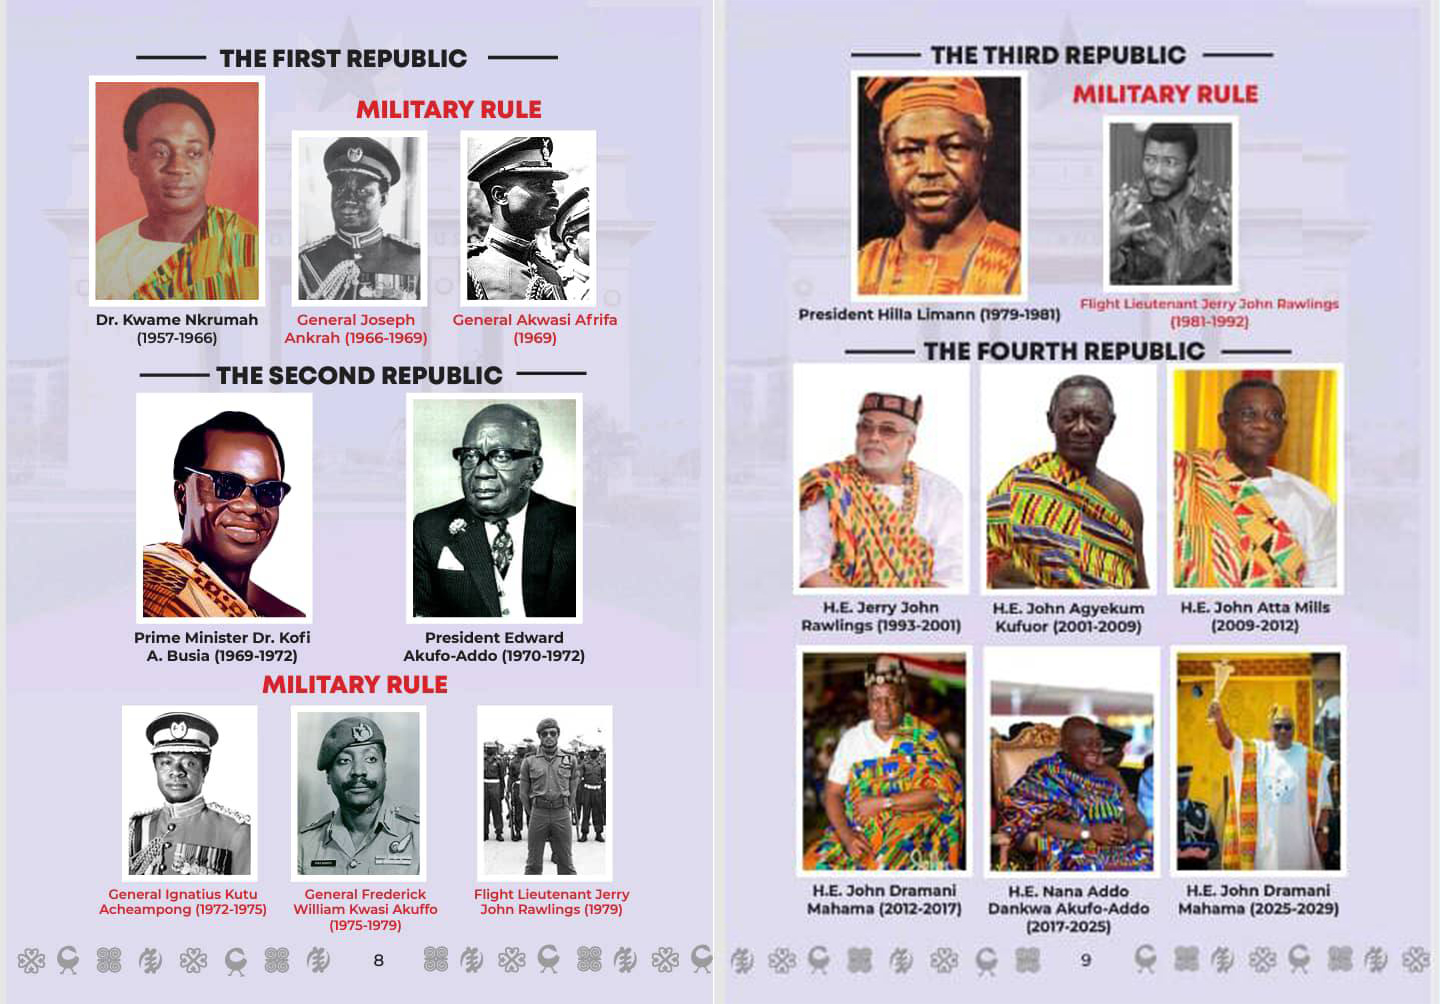 THE FIRST REPUBLIC
MILITARY RULE
Dr. Kwame Nkrumah
(1957-1966)
General Joseph
Ankrah (1966-1969)
General Akwasi Afrifa
(1969)
THE SECOND REPUBLIC
Prime Minister Dr. Kofi
A. Busia (1969-1972)
President Edward
Akufo-Addo (1970-1972)
MILITARY RULE
General Ignatius Kutu
Acheampong (1972-1975)
General Frederick
William Kwasi Akuffo
(1975-1979)
Flight Lieutenant Jerry
John Rawlings (1979)
8
THE THIRD REPUBLIC
MILITARY RULE
President Hilla Limann (1979-1981)
Flight Lieutenant Jerry John Rawlings
(1981-1992)
THE FOURTH REPUBLIC
H.E. Jerry John
Rawlings (1993-2001)
H.E. John Agyekum
Kufuor (2001-2009)
H.E. John Atta Mills
(2009-2012)
H.E. John Dramani
Mahama (2012-2017)
H.E. Nana Addo
Dankwa Akufo-Addo
(2017-2025)
H.E. John Dramani
Mahama (2025-2029)
9